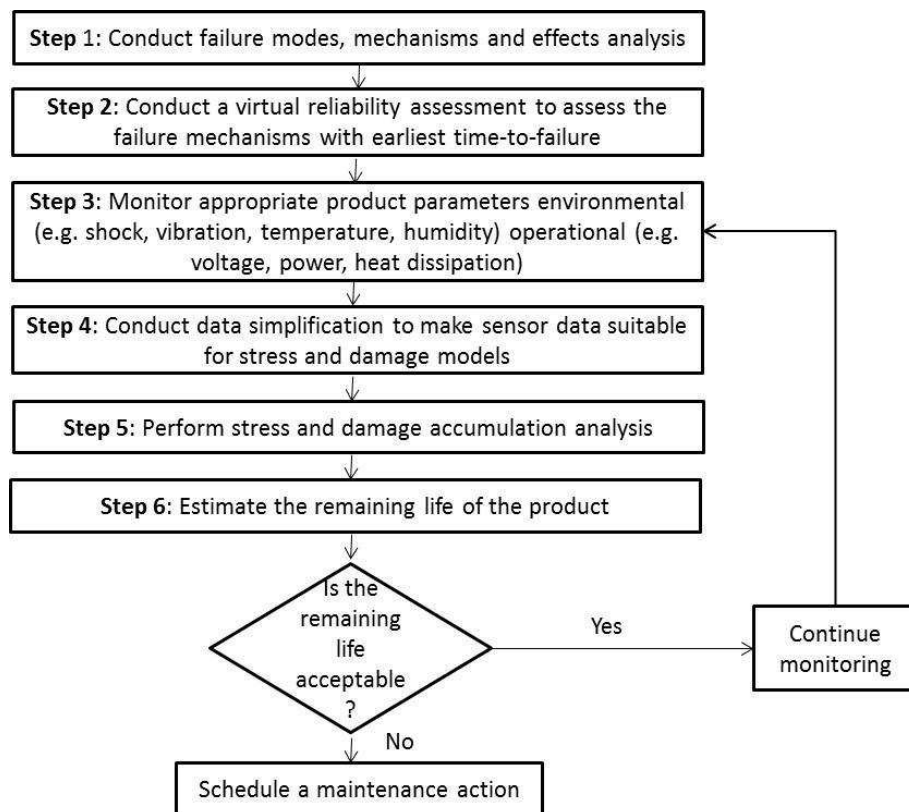 Step 1: Conduct failure modes, mechanisms and effects analysis
Step 2: Conduct a virtual reliability assessment to assess the
failure mechanisms with earliest time-to-failure
Step 3: Monitor appropriate product parameters environmental
(e.g. shock, vibration, temperature, humidity) operational (e.g.
voltage, power, heat dissipation)
Step 4: Conduct data simplification to make sensor data suitable
for stress and damage models
Step 5: Perform stress and damage accumulation analysis
Step 6: Estimate the remaining life of the product
Is the
remaining
life
acceptable
?
Yes
Continue
monitoring
No
Schedule a maintenance action